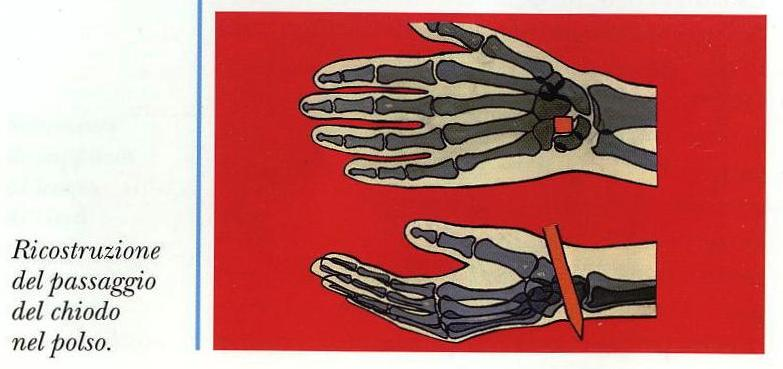 Ricostruzione
del passaggio
del chiodo
nel polso.